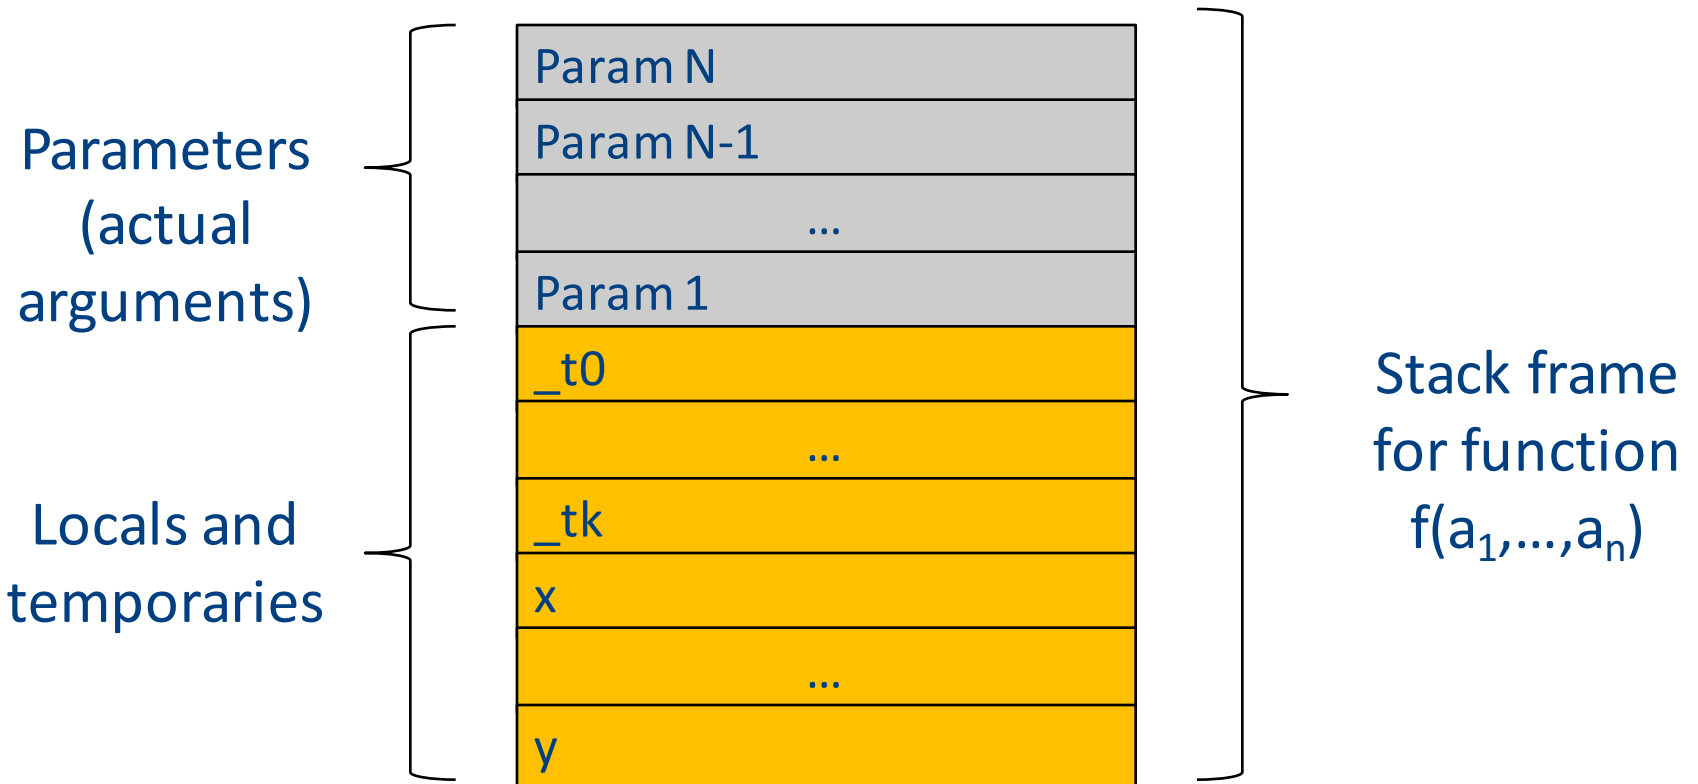 Parameters
(actual
arguments)
Locals and
temporaries
Param N
Param N-1
...
Param 1
_t0
...
_tk
x
...
y
Stack frame
for function
f(a₁,...,aₙ)